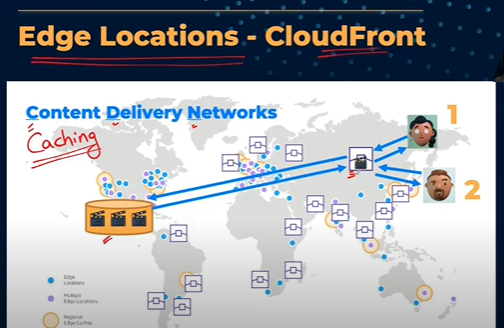 Edge Locations - CloudFront
Content Delivery Networks
Caching
1
2
Edge
Locations
Multiple
Edge Locations
Regional
Edge Caches